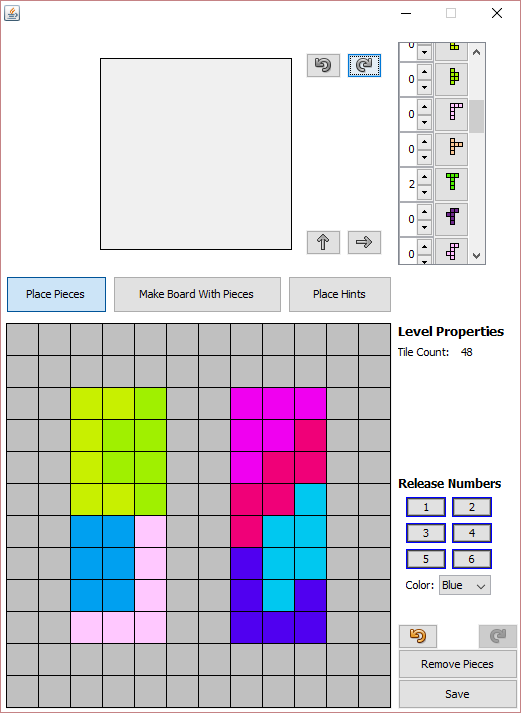 0
0
0
2
0
0
Place Pieces
Make Board With Pieces
Place Hints
Level Properties
Tile Count: 48
Release Numbers
1 2
3 4
5 6
Color: Blue
Remove Pieces
Save